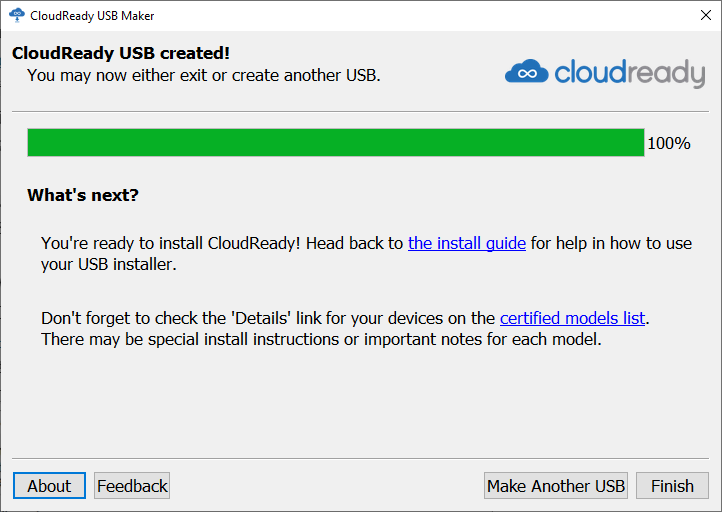 CloudReady USB Maker
CloudReady USB created!
You may now either exit or create another USB.
cloudready
100%
What's next?
You're ready to install CloudReady! Head back to the install guide for help in how to use
your USB installer.
Don't forget to check the 'Details' link for your devices on the certified models list.
There may be special install instructions or important notes for each model.
About
Feedback
Make Another USB
Finish